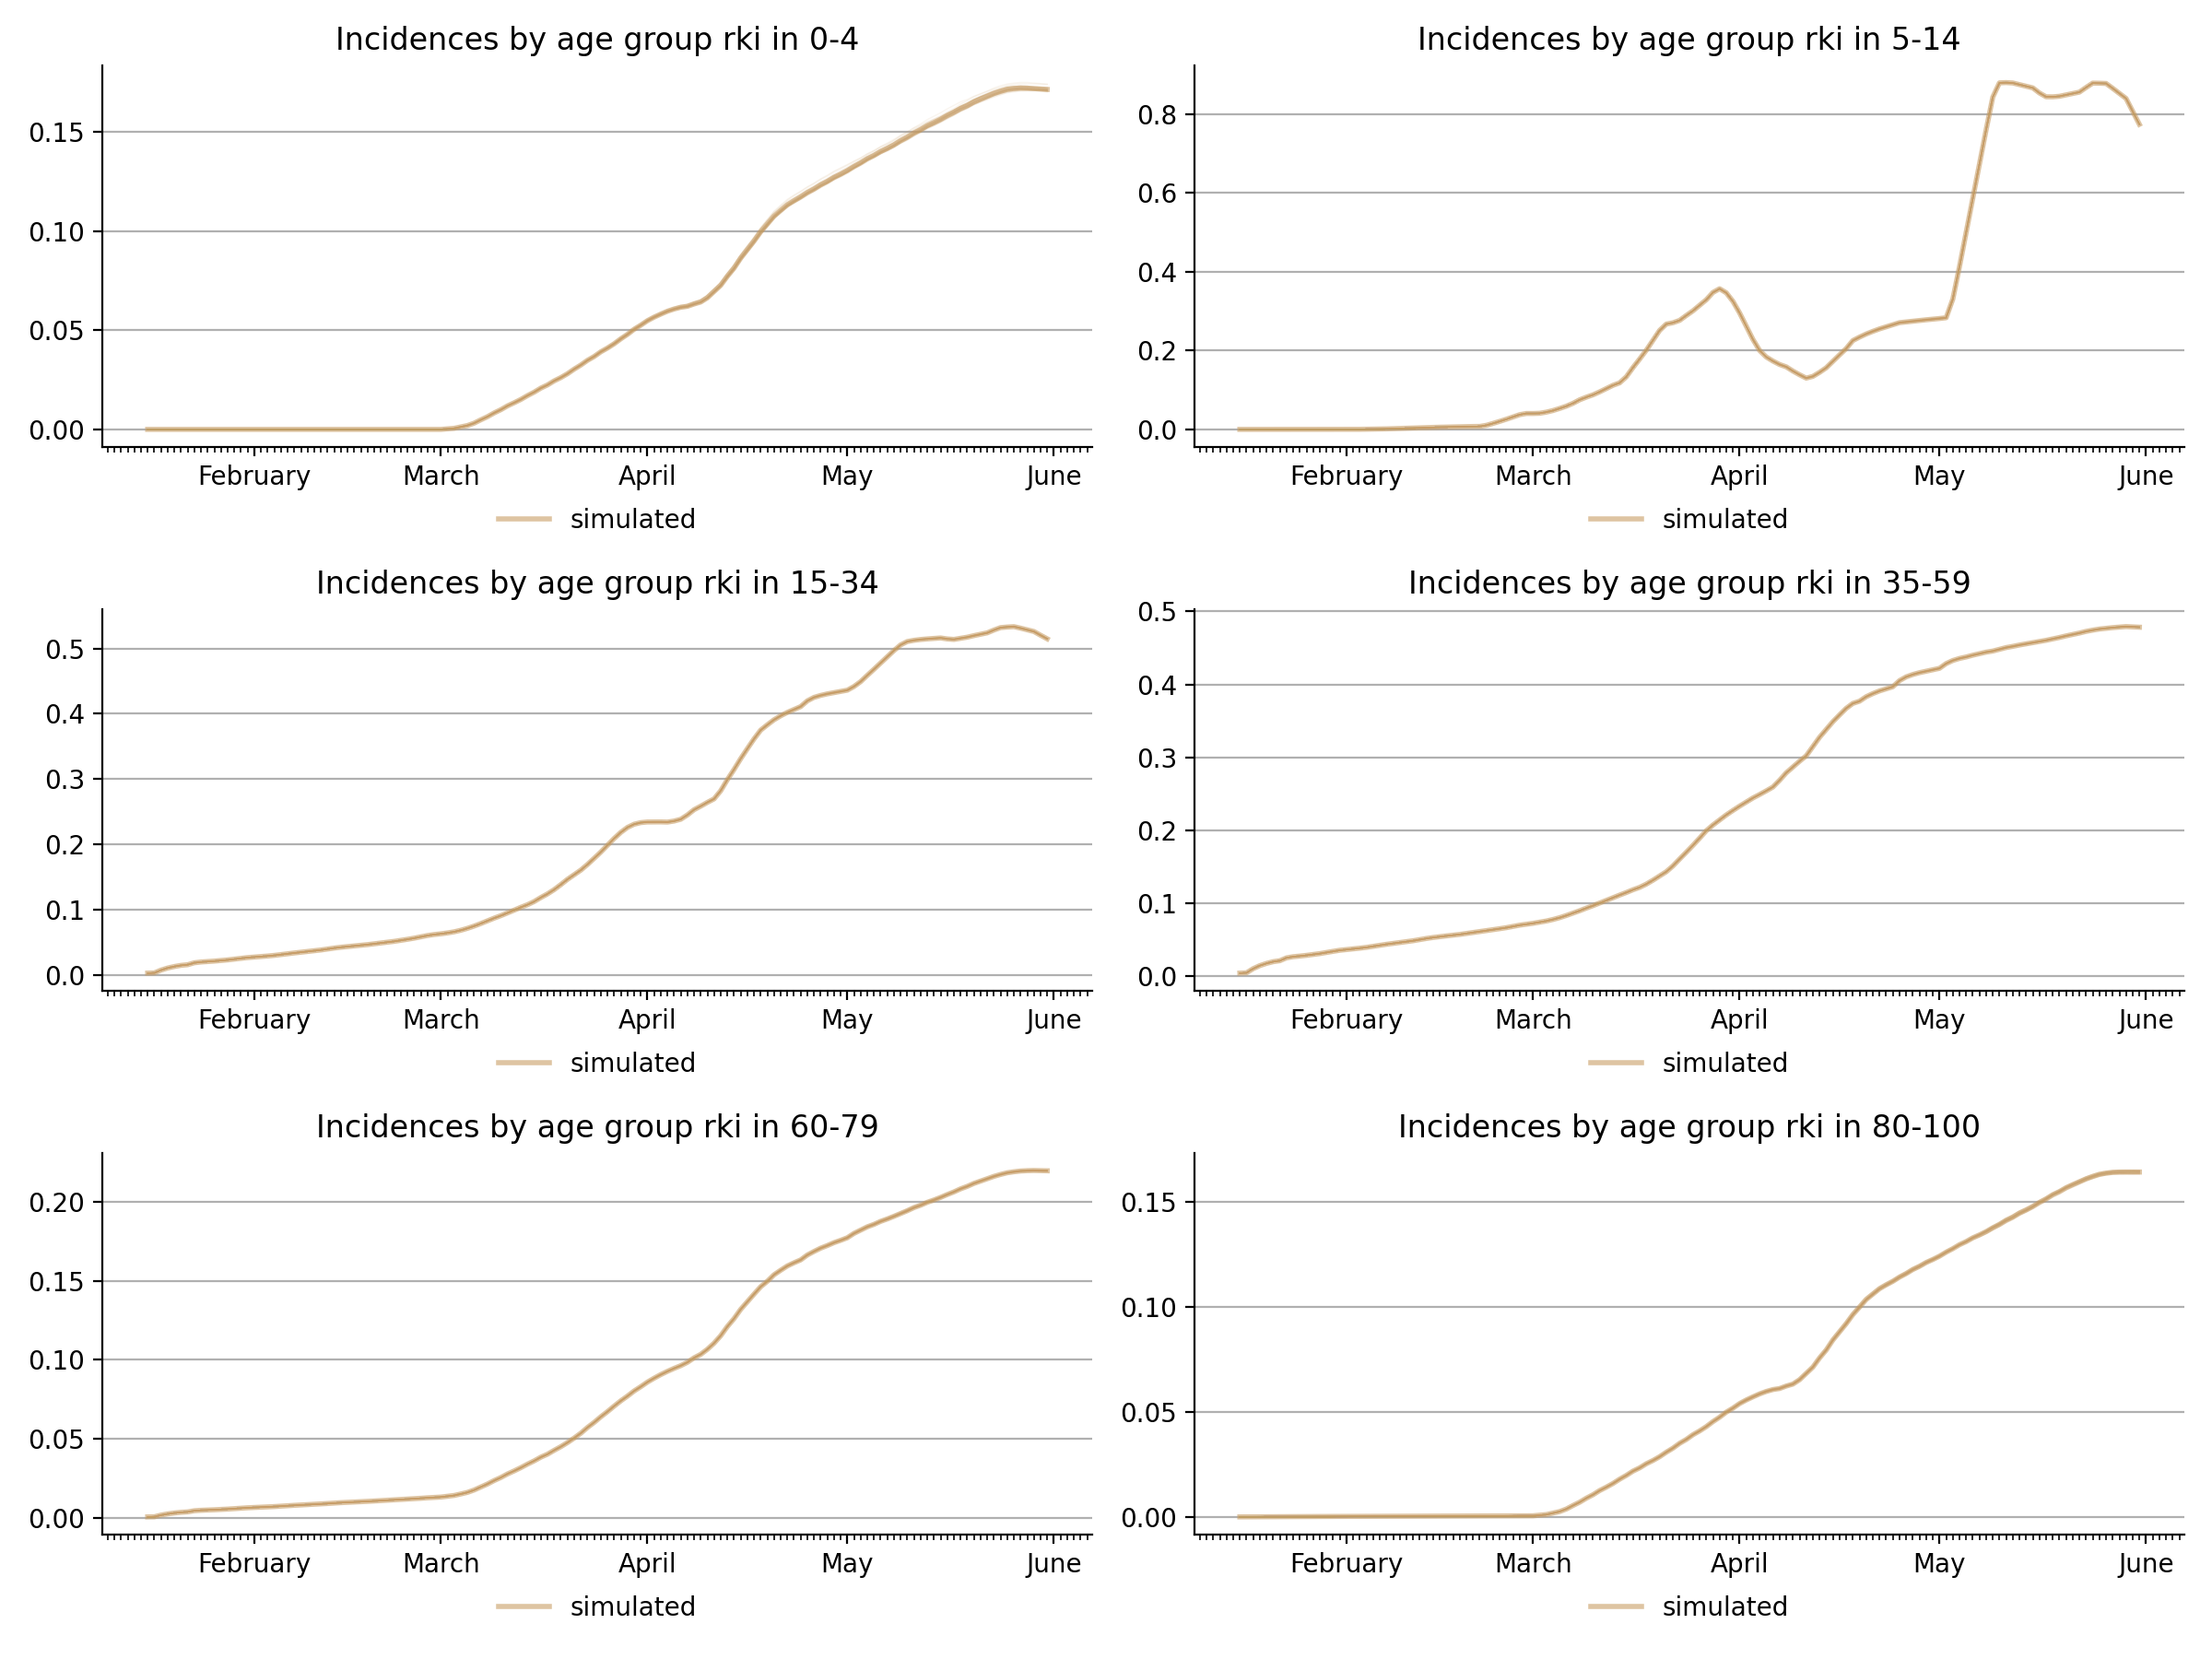 Incidences by age group rki in 0-4
0.15
0.10
0.05
0.00
February March April May June
simulated
Incidences by age group rki in 5-14
0.8
0.6
0.4
0.2
0.0
February March April May June
simulated
Incidences by age group rki in 15-34
0.5
0.4
0.3
0.2
0.1
0.0
February March April May June
simulated
Incidences by age group rki in 35-59
0.5
0.4
0.3
0.2
0.1
0.0
February March April May June
simulated
Incidences by age group rki in 60-79
0.20
0.15
0.10
0.05
0.00
February March April May June
simulated
Incidences by age group rki in 80-100
0.15
0.10
0.05
0.00
February March April May June
simulated